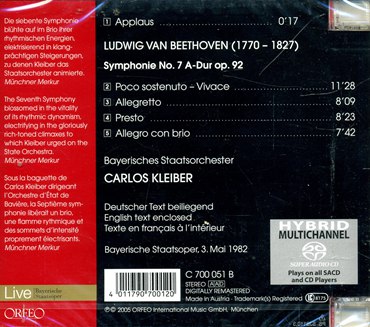 Die siebente Symphonie
blühte auf im Brio ihrer
rhythmischen Energien,
elektrisierend in klang-
prächtigen Steigerungen,
zu denen Kleiber das
Staatsorchester animierte.
Münchner Merkur
The Seventh Symphony
blossomed in the vitality
of its rhythmic dynamism,
electrifying in the gloriously
rich-toned climaxes to
which Kleiber urged on the
State Orchestra.
Münghner Merkur
Sous la baguette de
Carlos Kleiber dirigeant
l'Orchestre d'État de
Bavière, la Septième sym-
phonie libérait un brio,
une flamme rythmique et
des sommets d'intensité
proprement électrisants.
Münchner Merkur
Live
Bayerische
Staatsoper
ORFEO
1 Applaus 0'17
LUDWIG VAN BEETHOVEN (1770 – 1827)
Symphonie No. 7 A-Dur op. 92
2 Poco sostenuto – Vivace 11'28
3 Allegretto 8'09
4 Presto 8'23
5 Allegro con brio 7'42
Bayerisches Staatsorchester
CARLOS KLEIBER
Deutscher Text beiliegend
English text enclosed
Texte en français à l'intérieur
Bayerische Staatsoper, 3. Mai 1982
HYBRID
MULTICHANNEL
SUPER AUDIO CD
Plays on all SACD
and CD Players
4 011790 700120
C 700 051 B
STEREO ADD
DIGITALLY REMASTERED
Made in Austria · Trademark(s) Registered
© 2005 ORFEO International Music GmbH, München